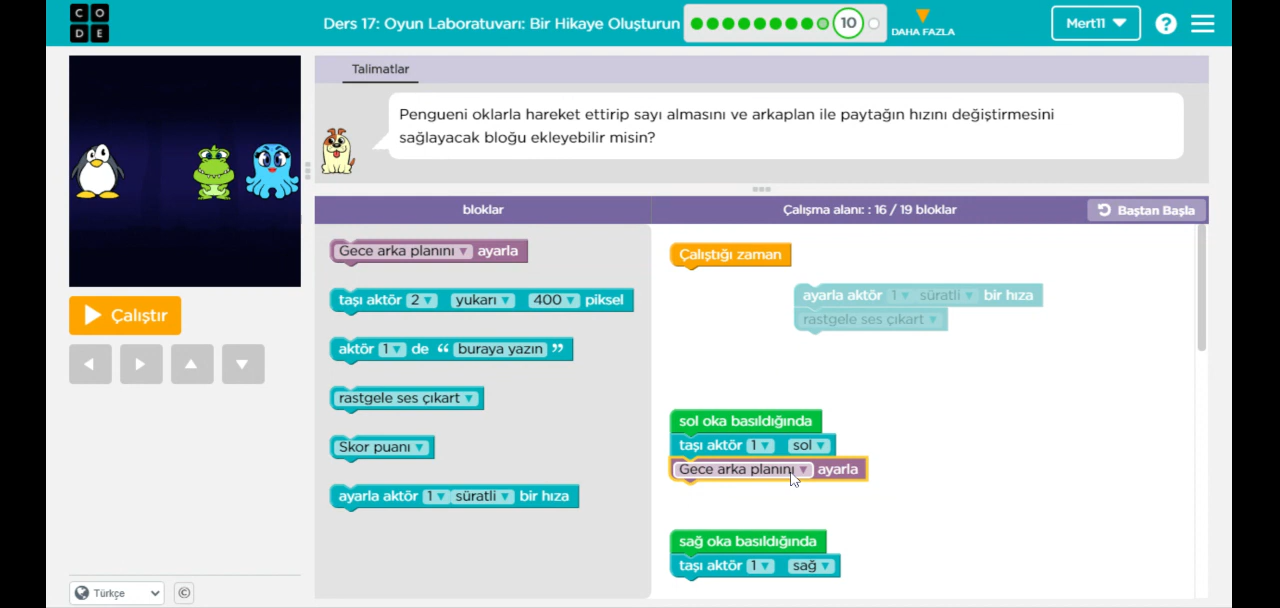 C O
D E
Ders 17: Oyun Laboratuvarı: Bir Hikaye Oluşturun
10
DAHA FAZLA
Mert11
?
Talimatlar
Pengueni oklarla hareket ettirip sayı almasını ve arkaplan ile paytağın hızını değiştirmesini
sağlayacak bloğu ekleyebilir misin?
bloklar
Çalışma alanı: : 16 / 19 bloklar
Baştan Başla
Gece arka planını ayarla
taşı aktör 2 yukarı 400 piksel
aktör 1 de “ buraya yazın ”
rastgele ses çıkart
Skor puanı
ayarla aktör 1 süratli bir hıza
Çalıştığı zaman
ayarla aktör 1 süratli bir hıza
rastgele ses çıkart
sol oka basıldığında
taşı aktör 1 sol
Gece arka planını ayarla
sağ oka basıldığında
taşı aktör 1 sağ
Çalıştır
Türkçe
©